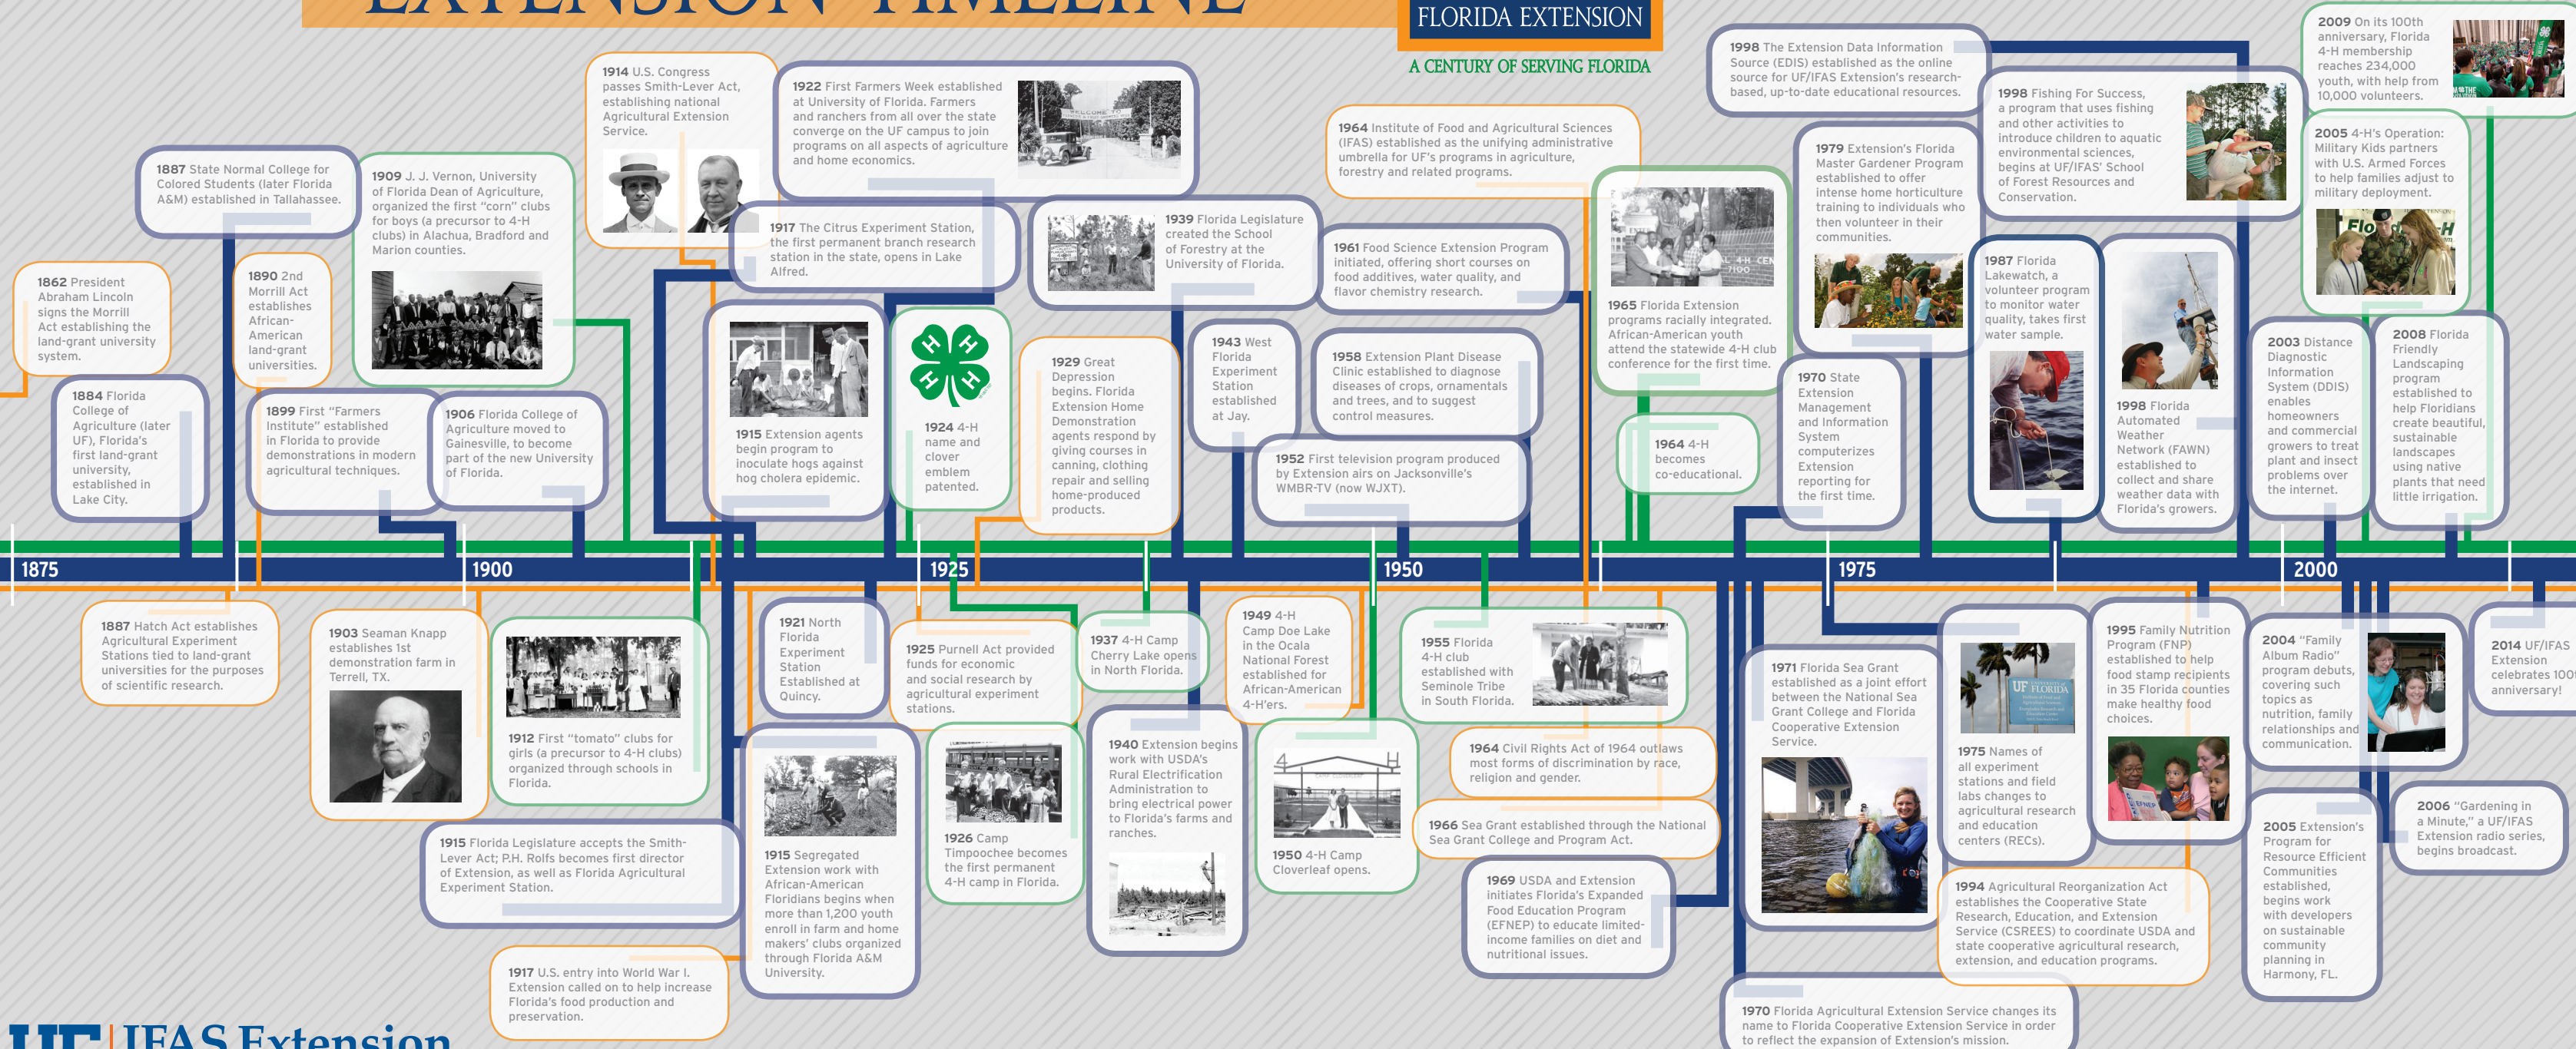 EXTENSION TIMELINE
FLORIDA EXTENSION
A CENTURY OF SERVING FLORIDA
1862 President
Abraham Lincoln
signs the Morrill
Act establishing the
land-grant university
system.
1884 Florida
College of
Agriculture (later
UF), Florida's
first land-grant
university,
established in
Lake City.
1887 State Normal College for
Colored Students (later Florida
A&M) established in Tallahassee.
1890 2nd
Morrill Act
establishes
African-
American
land-grant
universities.
1899 First “Farmers
Institute” established
in Florida to provide
demonstrations in modern
agricultural techniques.
1909 J. J. Vernon, University
of Florida Dean of Agriculture,
organized the first “corn” clubs
for boys (a precursor to 4-H
clubs) in Alachua, Bradford and
Marion counties.
1906 Florida College of
Agriculture moved to
Gainesville, to become
part of the new University
of Florida.
1914 U.S. Congress
passes Smith-Lever Act,
establishing national
Agricultural Extension
Service.
1922 First Farmers Week established
at University of Florida. Farmers
and ranchers from all over the state
converge on the UF campus to join
programs on all aspects of agriculture
and home economics.
WELCOME
1917 The Citrus Experiment Station,
the first permanent branch research
station in the state, opens in Lake
Alfred.
1915 Extension agents
begin program to
inoculate hogs against
hog cholera epidemic.
H H
H H
1924 4-H
name and
clover
emblem
patented.
1929 Great
Depression
begins. Florida
Extension Home
Demonstration
agents respond by
giving courses in
canning, clothing
repair and selling
home-produced
products.
1939 Florida Legislature
created the School
of Forestry at the
University of Florida.
1943 West
Florida
Experiment
Station
established
at Jay.
1964 Institute of Food and Agricultural Sciences
(IFAS) established as the unifying administrative
umbrella for UF's programs in agriculture,
forestry and related programs.
1961 Food Science Extension Program
initiated, offering short courses on
food additives, water quality, and
flavor chemistry research.
1958 Extension Plant Disease
Clinic established to diagnose
diseases of crops, ornamentals
and trees, and to suggest
control measures.
1952 First television program produced
by Extension airs on Jacksonville's
WMBR-TV (now WJXT).
1965 Florida Extension
programs racially integrated.
African-American youth
attend the statewide 4-H club
conference for the first time.
1964 4-H
becomes
co-educational.
1998 The Extension Data Information
Source (EDIS) established as the online
source for UF/IFAS Extension's research-
based, up-to-date educational resources.
1979 Extension's Florida
Master Gardener Program
established to offer
intense home horticulture
training to individuals who
then volunteer in their
communities.
1970 State
Extension
Management
and Information
System
computerizes
Extension
reporting for
the first time.
1998 Fishing For Success,
a program that uses fishing
and other activities to
introduce children to aquatic
environmental sciences,
begins at UF/IFAS' School
of Forest Resources and
Conservation.
1987 Florida
Lakewatch, a
volunteer program
to monitor water
quality, takes first
water sample.
1998 Florida
Automated
Weather
Network (FAWN)
established to
collect and share
weather data with
Florida's growers.
2009 On its 100th
anniversary, Florida
4-H membership
reaches 234,000
youth, with help from
10,000 volunteers.
2005 4-H's Operation:
Military Kids partners
with U.S. Armed Forces
to help families adjust to
military deployment.
2003 Distance
Diagnostic
Information
System (DDIS)
enables
homeowners
and commercial
growers to treat
plant and insect
problems over
the internet.
2008 Florida
Friendly
Landscaping
program
established to
help Floridians
create beautiful,
sustainable
landscapes
using native
plants that need
little irrigation.
1875 1900 1925 1950 1975 2000
1887 Hatch Act establishes
Agricultural Experiment
Stations tied to land-grant
universities for the purposes
of scientific research.
1903 Seaman Knapp
establishes 1st
demonstration farm in
Terrell, TX.
1912 First “tomato” clubs for
girls (a precursor to 4-H clubs)
organized through schools in
Florida.
1915 Florida Legislature accepts the Smith-
Lever Act; P.H. Rolfs becomes first director
of Extension, as well as Florida Agricultural
Experiment Station.
1917 U.S. entry into World War I.
Extension called on to help increase
Florida's food production and
preservation.
1921 North
Florida
Experiment
Station
Established at
Quincy.
1915 Segregated
Extension work with
African-American
Floridians begins when
more than 1,200 youth
enroll in farm and home
makers' clubs organized
through Florida A&M
University.
1925 Purnell Act provided
funds for economic
and social research by
agricultural experiment
stations.
1926 Camp
Timpoochee becomes
the first permanent
4-H camp in Florida.
1937 4-H Camp
Cherry Lake opens
in North Florida.
1940 Extension begins
work with USDA's
Rural Electrification
Administration to
bring electrical power
to Florida's farms and
ranches.
1949 4-H
Camp Doe Lake
in the Ocala
National Forest
established for
African-American
4-H'ers.
4 H
1950 4-H Camp
Cloverleaf opens.
1955 Florida
4-H club
established with
Seminole Tribe
in South Florida.
1964 Civil Rights Act of 1964 outlaws
most forms of discrimination by race,
religion and gender.
1966 Sea Grant established through the National
Sea Grant College and Program Act.
1969 USDA and Extension
initiates Florida's Expanded
Food Education Program
(EFNEP) to educate limited-
income families on diet and
nutritional issues.
1971 Florida Sea Grant
established as a joint effort
between the National Sea
Grant College and Florida
Cooperative Extension
Service.
1970 Florida Agricultural Extension Service changes its
name to Florida Cooperative Extension Service in order
to reflect the expansion of Extension's mission.
UF FLORIDA
1975 Names of
all experiment
stations and field
labs changes to
agricultural research
and education
centers (RECs).
1995 Family Nutrition
Program (FNP)
established to help
food stamp recipients
in 35 Florida counties
make healthy food
choices.
EFNEP
1994 Agricultural Reorganization Act
establishes the Cooperative State
Research, Education, and Extension
Service (CSREES) to coordinate USDA and
state cooperative agricultural research,
extension, and education programs.
2004 “Family
Album Radio”
program debuts,
covering such
topics as
nutrition, family
relationships and
communication.
2005 Extension's
Program for
Resource Efficient
Communities
established,
begins work
with developers
on sustainable
community
planning in
Harmony, FL.
2006 “Gardening in
a Minute,” a UF/IFAS
Extension radio series,
begins broadcast.
2014 UF/IFAS
Extension
celebrates 100t
anniversary!
UF IFAS Extension